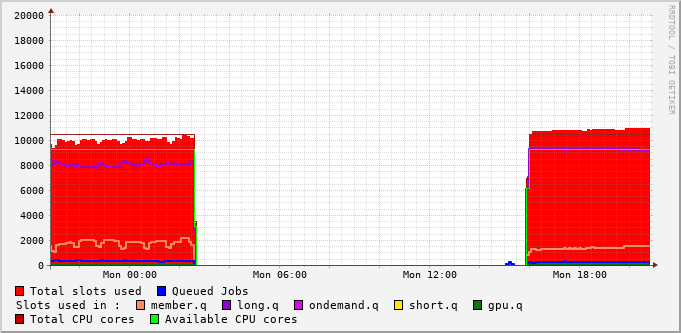 RRDTOOL / TOBI OETIKER
20000
18000
16000
14000
12000
10000
8000
6000
4000
2000
0
Mon 00:00 Mon 06:00 Mon 12:00 Mon 18:00
Total slots used Queued Jobs
Slots used in : member.q long.q ondemand.q short.q gpu.q
Total CPU cores Available CPU cores